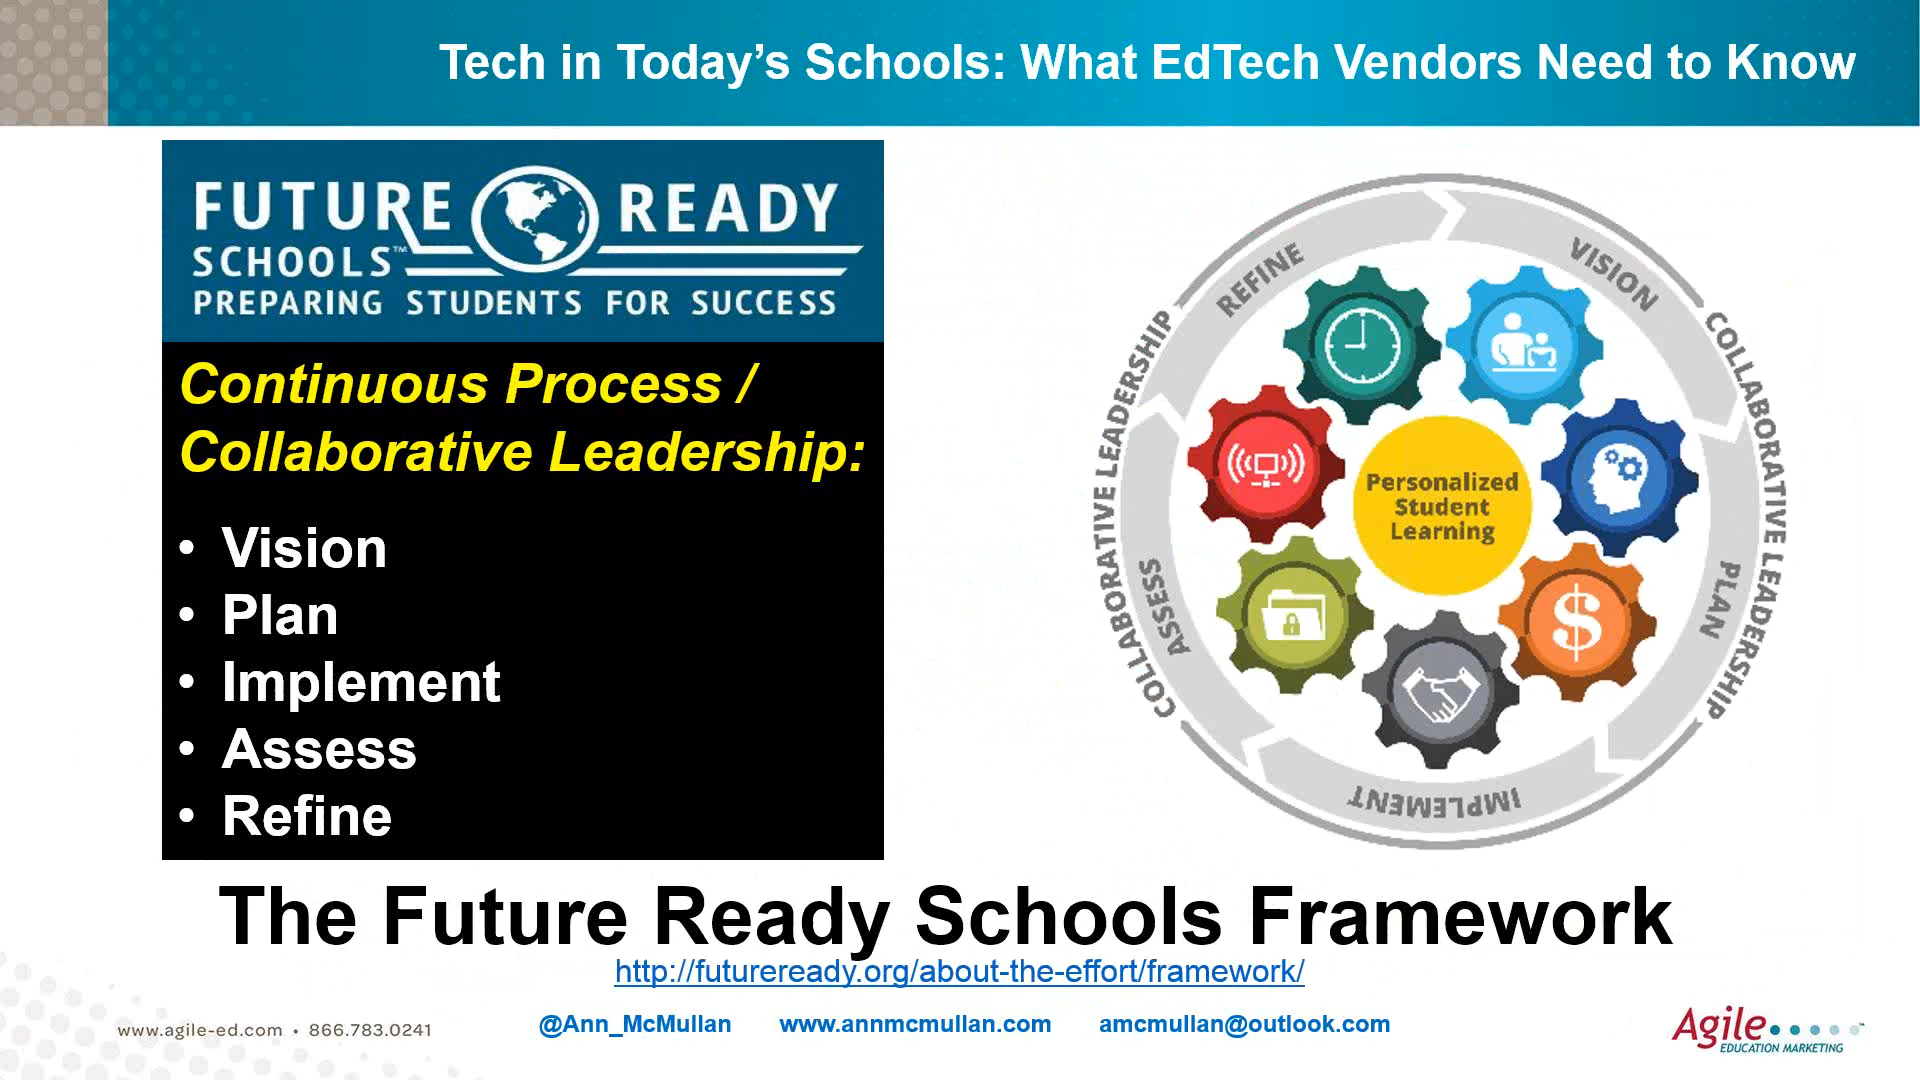 Tech in Today’s Schools: What EdTech Vendors Need to Know
FUTURE READY
SCHOOLS™
PREPARING STUDENTS FOR SUCCESS
Continuous Process /
Collaborative Leadership:
• Vision
• Plan
• Implement
• Assess
• Refine
REFINE
VISION
COLLABORATIVE LEADERSHIP
COLLABORATIVE LEADERSHIP
Personalized
Student
Learning
ASSESS
PLAN
IMPLEMENT
$
The Future Ready Schools Framework
http://futureready.org/about-the-effort/framework/
www.agile-ed.com • 866.783.0241
@Ann_McMullan www.annmcmullan.com amcmullan@outlook.com
Agile™
EDUCATION MARKETING